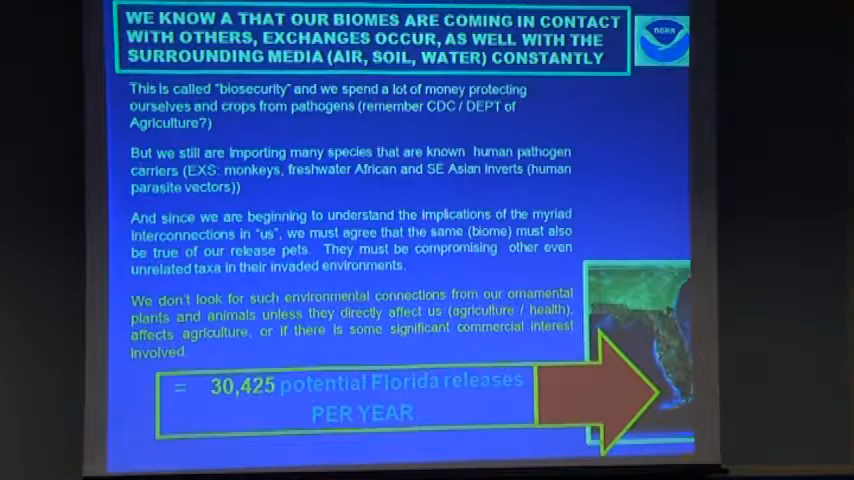 WE KNOW A THAT OUR BIOMES ARE COMING IN CONTACT
WITH OTHERS, EXCHANGES OCCUR, AS WELL WITH THE
SURROUNDING MEDIA (AIR, SOIL, WATER) CONSTANTLY
NOAA
This is called "biosecurity" and we spend a lot of money protecting
ourselves and crops from pathogens (remember CDC / DEPT of
Agriculture?)
But we still are importing many species that are known human pathogen
carriers (EXS: monkeys, freshwater African and SE Asian inverts (human
parasite vectors))
And since we are beginning to understand the implications of the myriad
interconnections in "us", we must agree that the same (biome) must also
be true of our release pets. They must be compromising other even
unrelated taxa in their invaded environments.
We don't look for such environmental connections from our ornamental
plants and animals unless they directly affect us (agriculture / health),
affects agriculture, or if there is some significant commercial interest
involved
= 30,425 potential Florida releases
PER YEAR